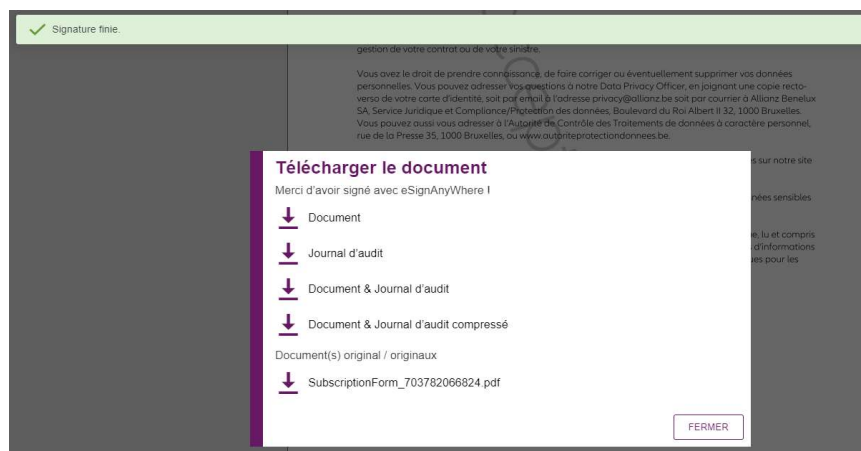 Signature finie.
gestion de votre contrat ou de votre sinistre.
Vous avez le droit de prendre connaissance, de faire corriger ou éventuellement supprimer vos données
personnelles. Vous pouvez adresser vos questions à notre Data Privacy Officer, en joignant une copie recto-
verso de votre carte d'identité, soit par email à l'adresse privacy@allianz.be soit par courrier à Allianz Benelux
SA, Service Juridique et Compliance/Protection des données, Boulevard du Roi Albert II 32, 1000 Bruxelles.
Vous pouvez aussi vous adresser à l'Autorité de Contrôle des Traitements de données à caractère personnel,
rue de la Presse 35, 1000 Bruxelles, ou www.autoriteprotectiondonnees.be.
s sur notre site
nées sensibles
e, lu et compris
d'informations
ues pour les
Télécharger le document
Merci d'avoir signé avec eSignAnyWhere !
Document
Journal d'audit
Document & Journal d'audit
Document & Journal d'audit compressé
Document(s) original / originaux
SubscriptionForm_703782066824.pdf
FERMER